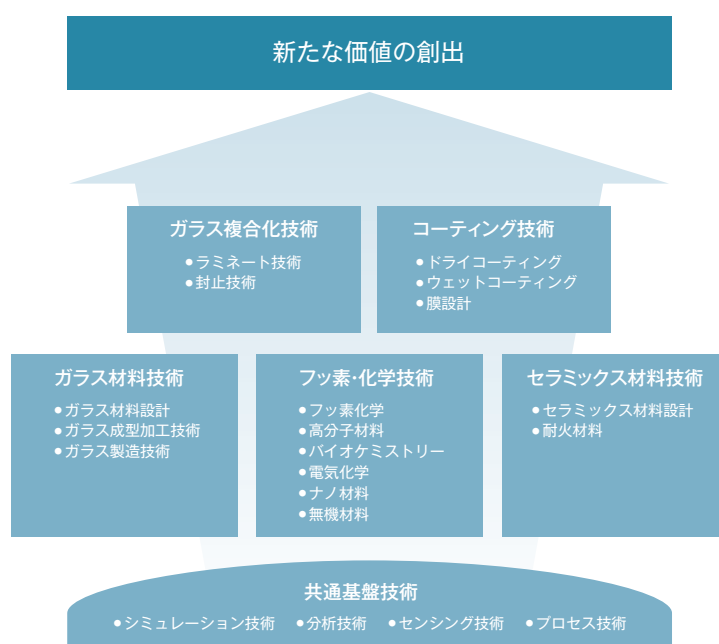 新たな価値の創出
ガラス複合化技術
●ラミネート技術
●封止技術
コーティング技術
●ドライコーティング
●ウェットコーティング
●膜設計
ガラス材料技術
●ガラス材料設計
●ガラス成型加工技術
●ガラス製造技術
フッ素・化学技術
●フッ素化学
●高分子材料
●バイオケミストリー
●電気化学
●ナノ材料
●無機材料
セラミックス材料技術
●セラミックス材料設計
●耐火材料
共通基盤技術
●シミュレーション技術 ●分析技術 ●センシング技術 ●プロセス技術